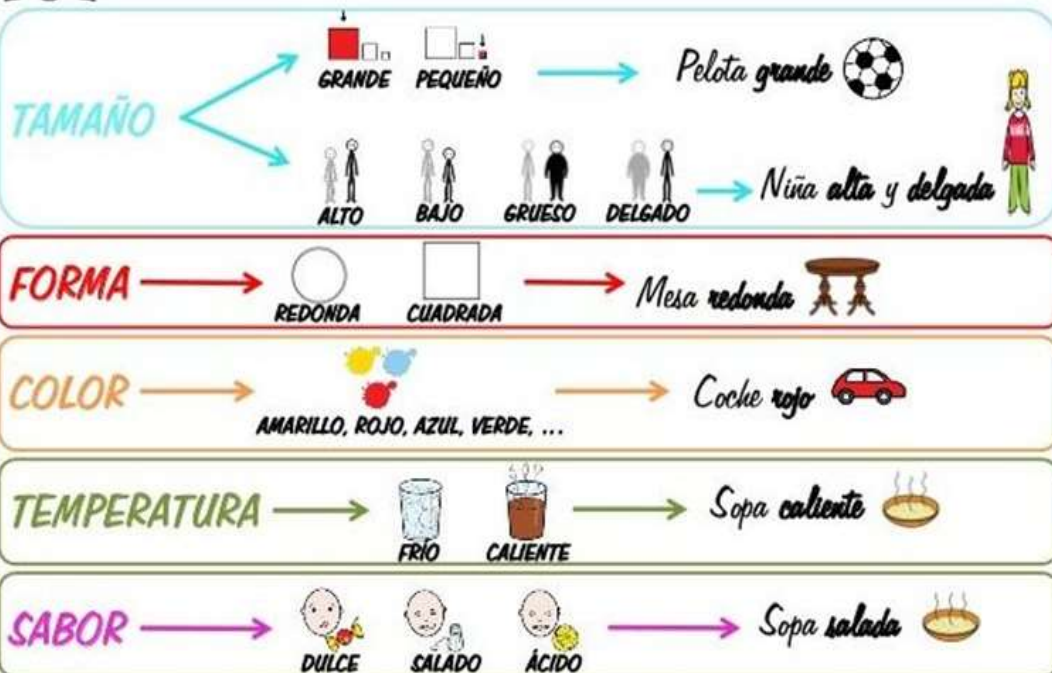 TAMAÑO
GRANDE PEQUEÑO
Pelota grande
ALTO BAJO GRUESO DELGADO
Niña alta y delgada
FORMA
REDONDA CUADRADA
Mesa redonda
COLOR
AMARILLO, ROJO, AZUL, VERDE, ...
Coche rojo
TEMPERATURA
FRÍO CALIENTE
Sopa caliente
SABOR
DULCE SALADO ÁCIDO
Sopa salada